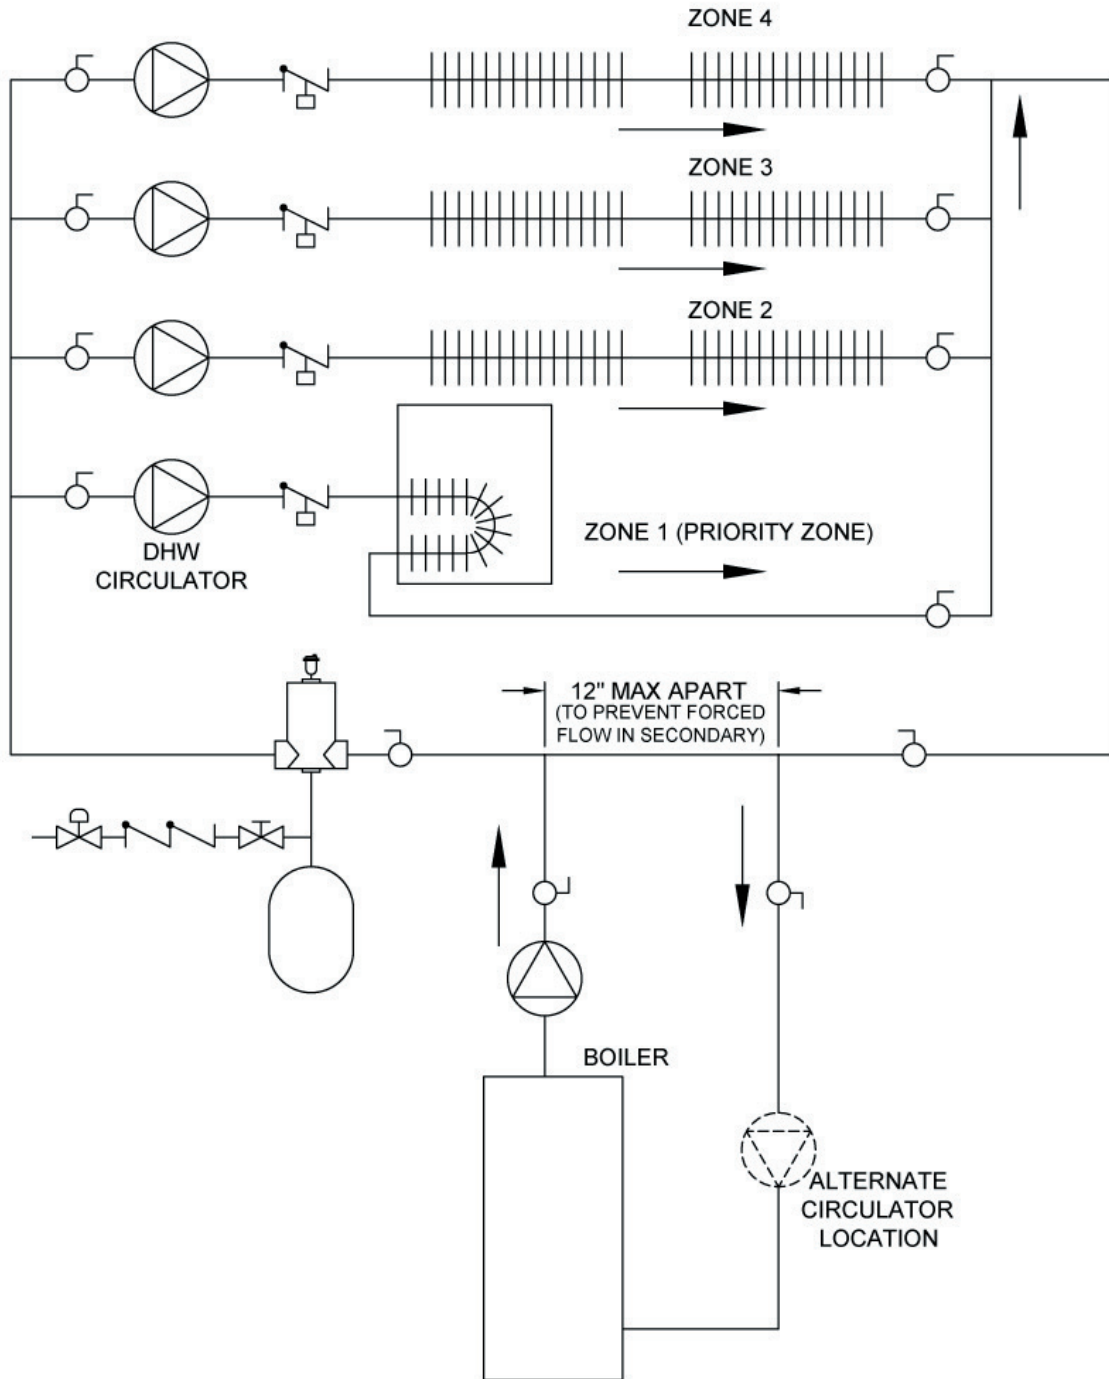 ZONE 4
ZONE 3
ZONE 2
DHW
CIRCULATOR
ZONE 1 (PRIORITY ZONE)
12" MAX APART
(TO PREVENT FORCED
FLOW IN SECONDARY)
BOILER
ALTERNATE
CIRCULATOR
LOCATION